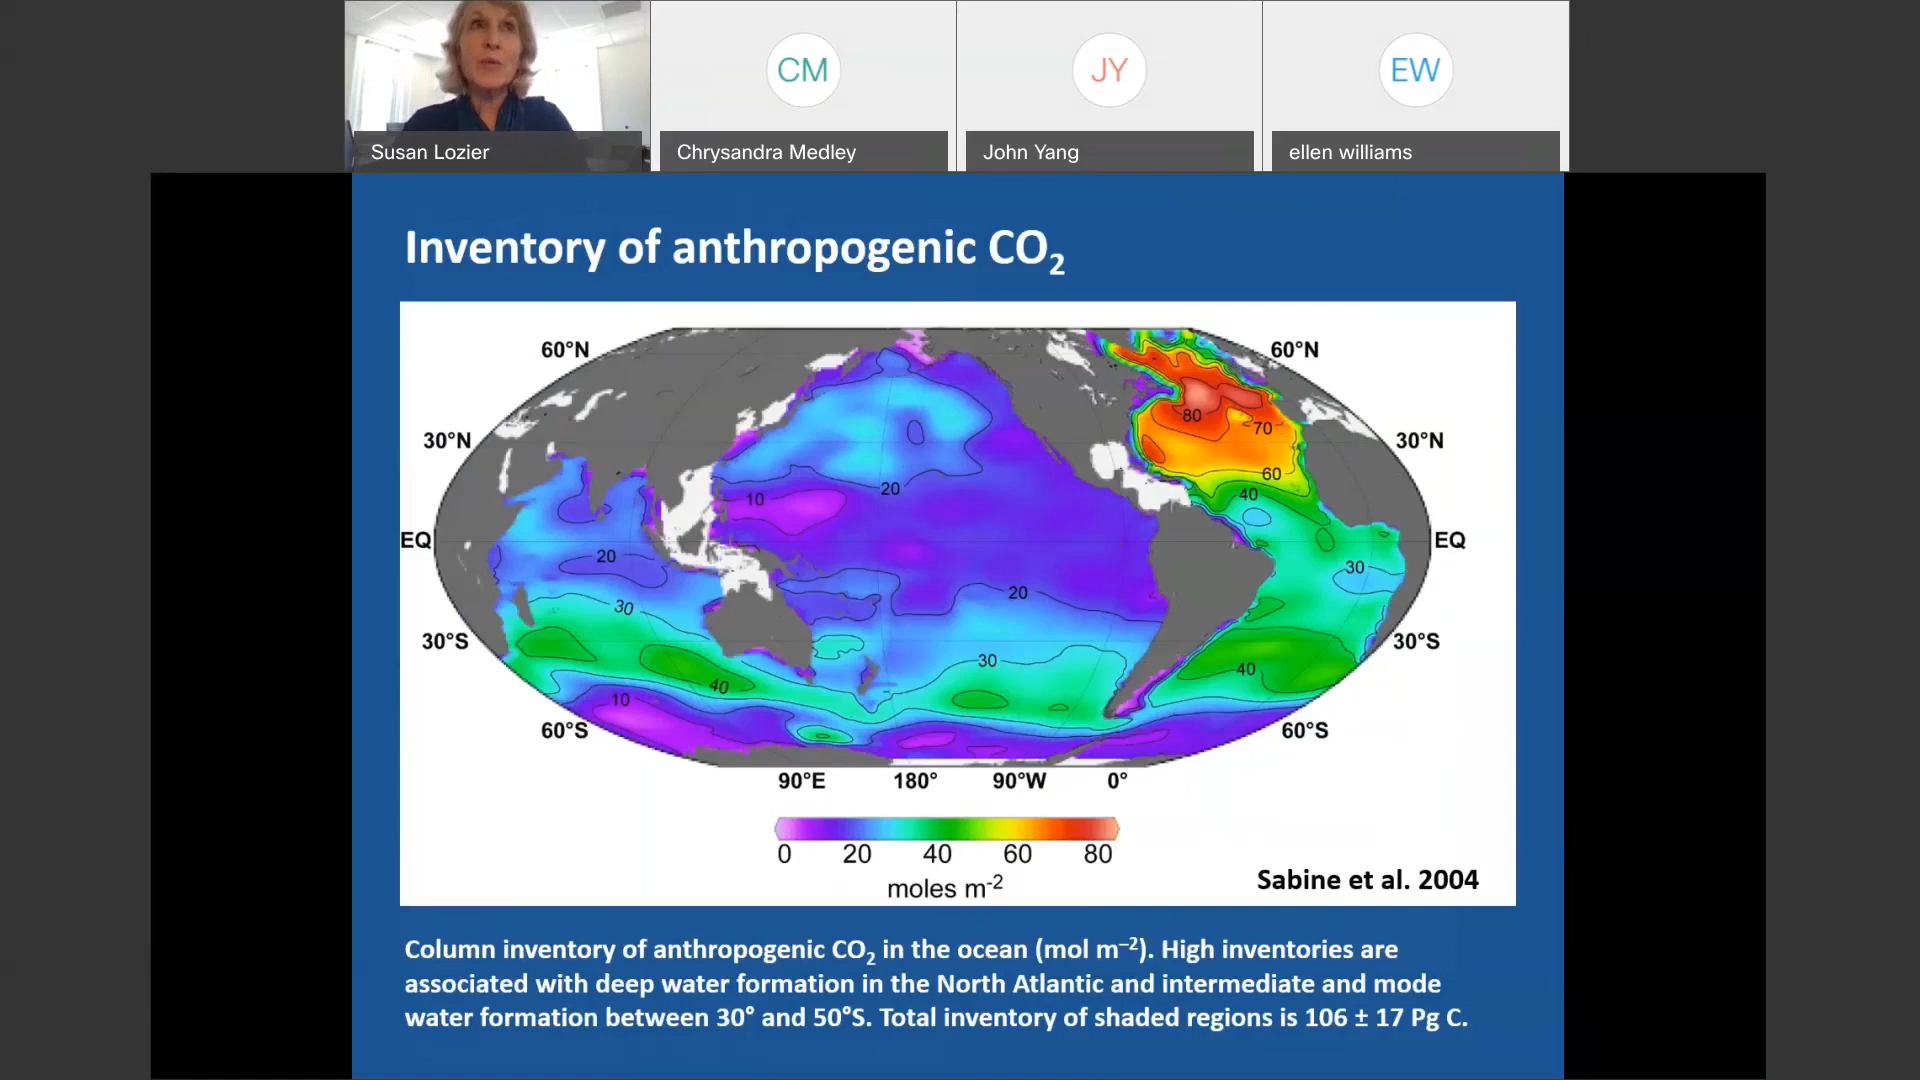 CM
JY
EW
Susan Lozier
Chrysandra Medley
John Yang
ellen williams
Inventory of anthropogenic CO₂
60°N
60°N
30°N
30°N
80
70
60
40
20
10
EQ
EQ
20
30
20
30
30°S
30°S
30
40
40
10
60°S
60°S
90°E 180° 90°W 0°
0 20 40 60 80
moles m⁻²
Sabine et al. 2004
Column inventory of anthropogenic CO₂ in the ocean (mol m⁻²). High inventories are
associated with deep water formation in the North Atlantic and intermediate and mode
water formation between 30° and 50°S. Total inventory of shaded regions is 106 ± 17 Pg C.